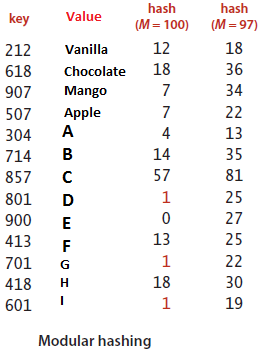 key Value hash (M = 100) hash (M = 97)
212 Vanilla 12 18
618 Chocolate 18 36
907 Mango 7 34
507 Apple 7 22
304 A 4 13
714 B 14 35
857 C 57 81
801 D 1 25
900 E 0 27
413 F 13 25
701 G 1 22
418 H 18 30
601 I 1 19
Modular hashing